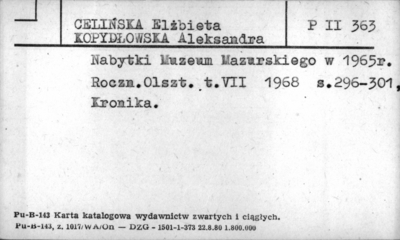 CELIŃSKA Elżbieta P II 363
KOPYDŁOWSKA Aleksandra
Nabytki Muzeum Mazurskiego w 1965r.
Roczn.Olszt. t.VII 1968 s.296-301,
Kronika.
Pu-B-143 Karta katalogowa wydawnictw zwartych i ciągłych.
Pu-B-143, z. 1017/WA/On — DZG - 1501-1-373 22.8.80 1.800.000